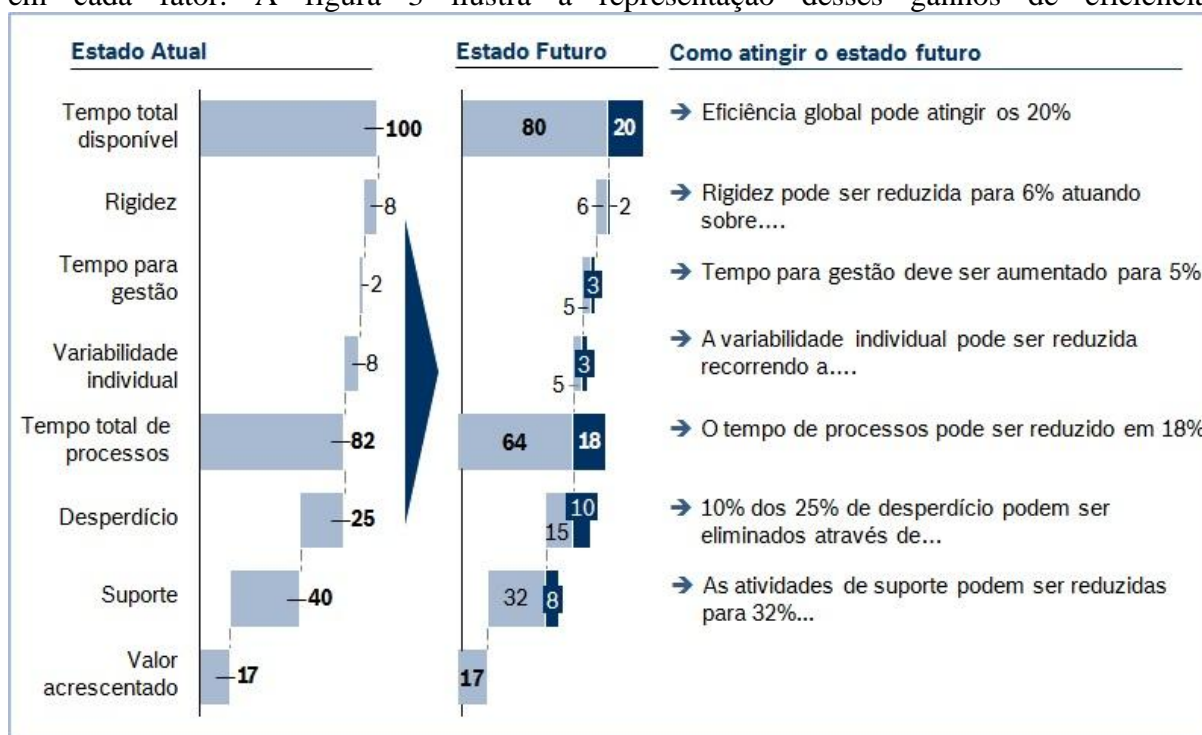 em cada fator. A figura 3 ilustra a representação desses ganhos de eficiência
Estado Atual
Estado Futuro
Como atingir o estado futuro
Tempo total
disponível
100
80
20
➔ Eficiência global pode atingir os 20%
Rigidez
8
6
2
➔ Rigidez pode ser reduzida para 6% atuando
sobre....
Tempo para
gestão
2
5
3
➔ Tempo para gestão deve ser aumentado para 5%
Variabilidade
individual
8
5
3
➔ A variabilidade individual pode ser reduzida
recorrendo a....
Tempo total de
processos
82
64
18
➔ O tempo de processos pode ser reduzido em 18%
Desperdício
25
15
10
➔ 10% dos 25% de desperdício podem ser
eliminados através de...
Suporte
40
32
8
➔ As atividades de suporte podem ser reduzidas
para 32%...
Valor
acrescentado
17
17